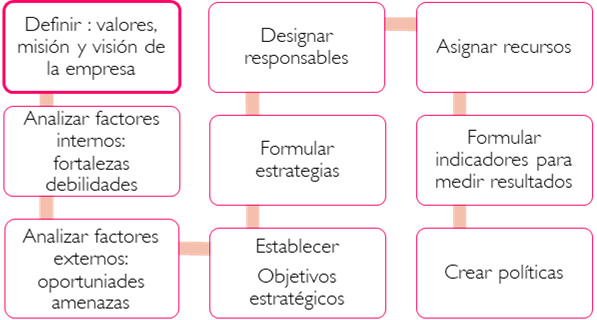 Definir : valores,
misión y visión de
la empresa
Analizar factores
internos:
fortalezas
debilidades
Analizar factores
externos:
oportuniades
amenazas
Establecer
Objetivos
estratégicos
Formular
estrategias
Designar
responsables
Asignar recursos
Formular
indicadores para
medir resultados
Crear políticas